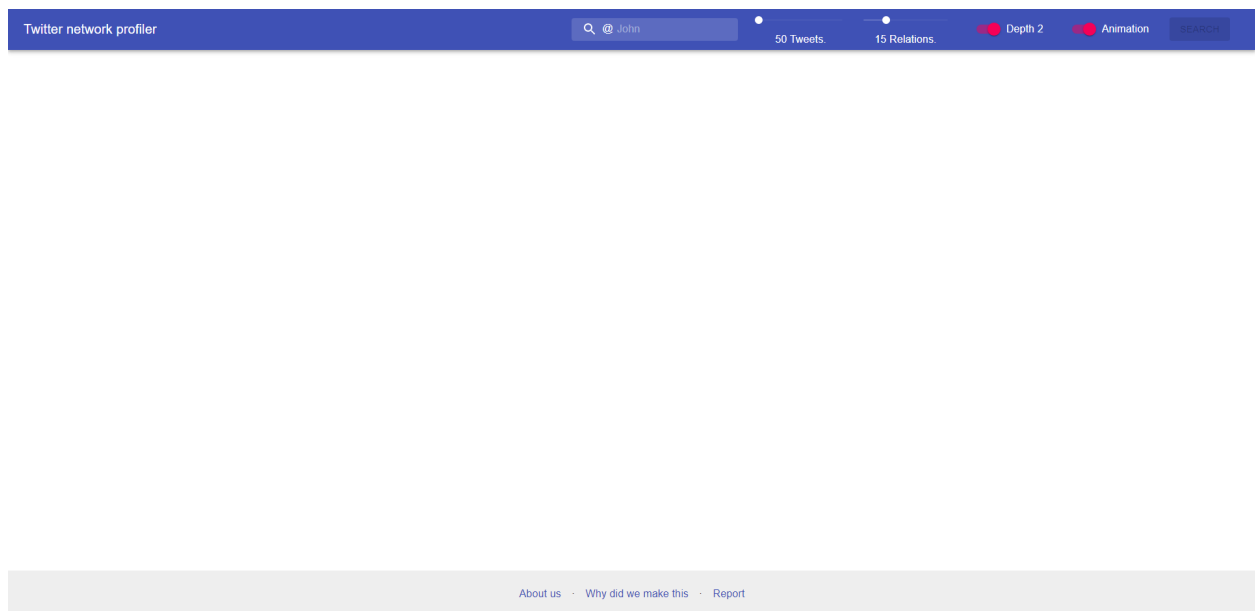 Twitter network profiler
@ John
50 Tweets.
15 Relations.
Depth 2
Animation
SEARCH
About us · Why did we make this · Report